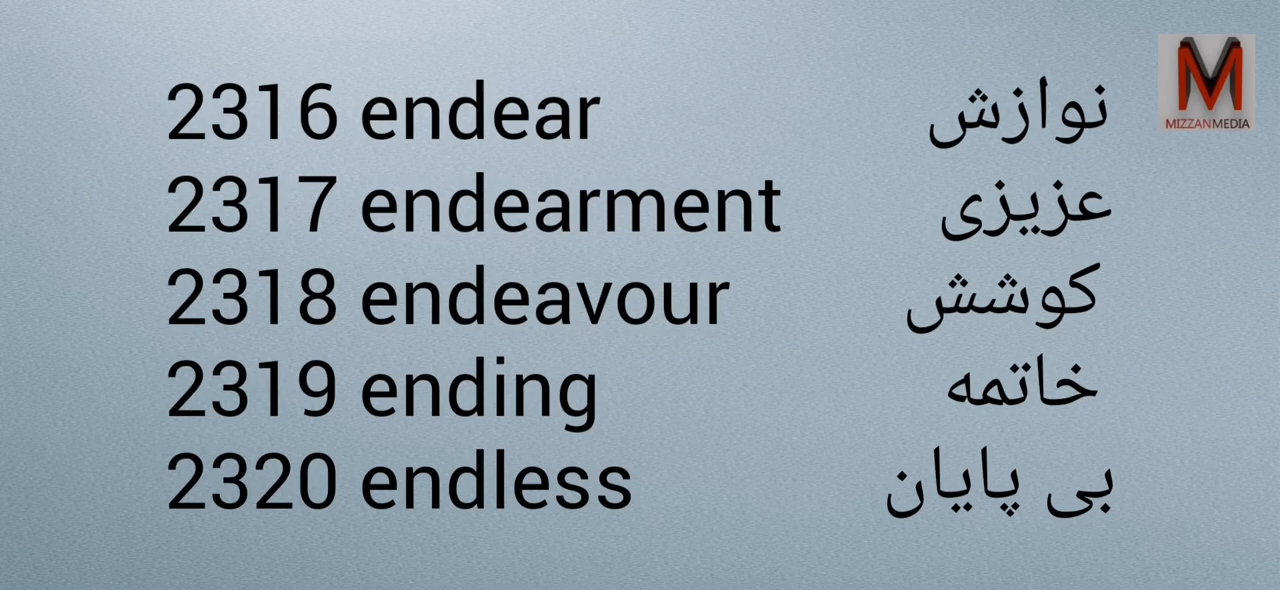 2316 endear نوازش
2317 endearment عزیزی
2318 endeavour کوشش
2319 ending خاتمه
2320 endless بی پایان
M
MIZZANMEDIA